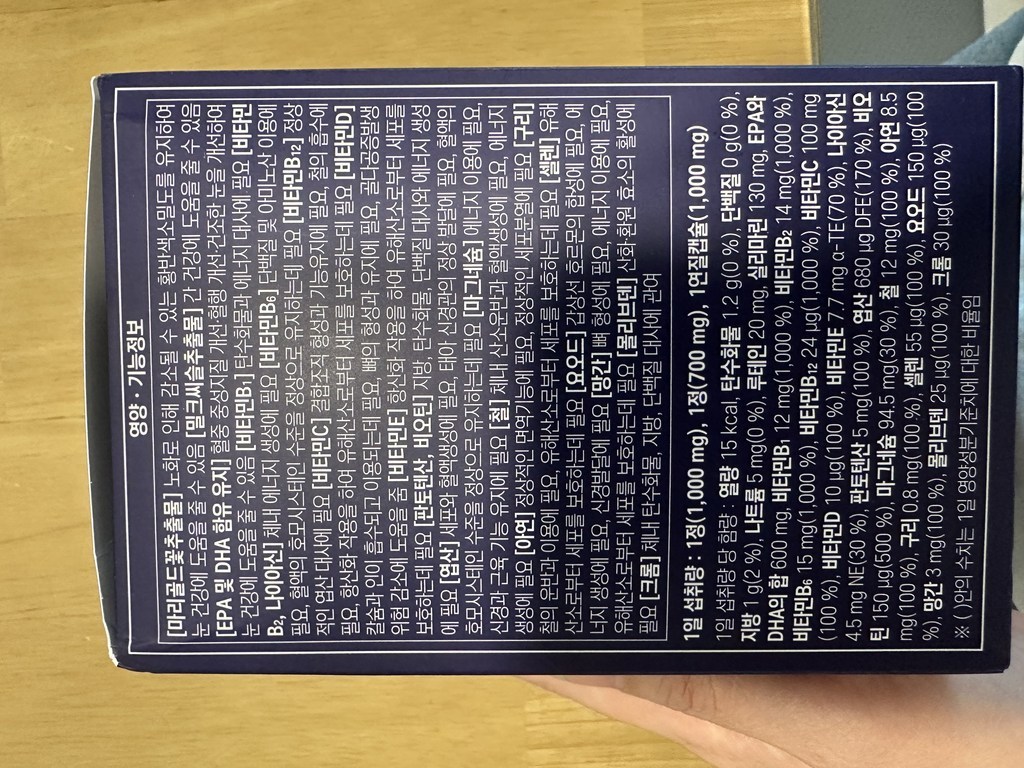 영양 · 기능정보
[마리골드꽃추출물] 노화로 인해 감소될 수 있는 황반색소밀도를 유지하여
눈 건강에 도움을 줄 수 있음 [밀크씨슬추출물] 간 건강에 도움을 줄 수 있음
[EPA 및 DHA 함유 유지] 혈중 중성지질 개선·혈행 개선·건조한 눈을 개선하여
눈 건강에 도움을 줄 수 있음 [비타민B₁] 탄수화물과 에너지 대사에 필요 [비타민
B₂, 나이아신] 체내 에너지 생성에 필요 [비타민B₆] 단백질 및 아미노산 이용에
필요, 혈액의 호모시스테인 수준을 정상으로 유지하는데 필요 [비타민B₁₂] 정상
적인 엽산 대사에 필요 [비타민C] 결합조직 형성과 기능유지에 필요, 철의 흡수에
필요, 항산화 작용을 하여 유해산소로부터 세포를 보호하는데 필요 [비타민D]
칼슘과 인이 흡수되고 이용되는데 필요, 뼈의 형성과 유지에 필요, 골다공증발생
위험 감소에 도움을 줌 [비타민E] 항산화 작용을 하여 유해산소로부터 세포를
보호하는데 필요 [판토텐산, 비오틴] 지방, 탄수화물, 단백질 대사와 에너지 생성
에 필요 [엽산] 세포와 혈액생성에 필요, 태아 신경관의 정상 발달에 필요, 혈액의
호모시스테인 수준을 정상으로 유지하는데 필요 [마그네슘] 에너지 이용에 필요,
신경과 근육 기능 유지에 필요 [철] 체내 산소운반과 혈액생성에 필요, 에너지
생성에 필요 [아연] 정상적인 면역기능에 필요, 정상적인 세포분열에 필요 [구리]
철의 운반과 이용에 필요, 유해산소로부터 세포를 보호하는데 필요 [셀렌] 유해
산소로부터 세포를 보호하는데 필요 [요오드] 갑상선 호르몬의 합성에 필요, 에
너지 생성에 필요, 신경발달에 필요 [망간] 뼈 형성에 필요, 에너지 이용에 필요,
유해산소로부터 세포를 보호하는데 필요 [몰리브덴] 산화·환원 효소의 활성에
필요 [크롬] 체내 탄수화물, 지방, 단백질 대사에 관여
1일 섭취량 : 1정(1,000 mg), 1정(700 mg), 1연질캡슐(1,000 mg)
1일 섭취량 당 함량 : 열량 15 kcal, 탄수화물 1.2 g(0 %), 단백질 0 g(0 %),
지방 1 g(2 %), 나트륨 5 mg(0 %), 루테인 20 mg, 실리마린 130 mg, EPA와
DHA의 합 600 mg, 비타민B₁ 12 mg(1,000 %), 비타민B₂ 14 mg(1,000 %),
비타민B₆ 15 mg(1,000 %), 비타민B₁₂ 24 µg(1,000 %), 비타민C 100 mg
(100 %), 비타민D 10 µg(100 %), 비타민E 7.7 mg α-TE(70 %), 나이아신
4.5 mg NE(30 %), 판토텐산 5 mg(100 %), 엽산 680 µg DFE(170 %), 비오
틴 150 µg(500 %), 마그네슘 94.5 mg(30 %), 철 12 mg(100 %), 아연 8.5
mg(100 %), 구리 0.8 mg(100 %), 셀렌 55 µg(100 %), 요오드 150 µg(100
%), 망간 3 mg(100 %), 몰리브덴 25 µg(100 %), 크롬 30 µg(100 %)
※ ( )안의 수치는 1일 영양성분기준치에 대한 비율임